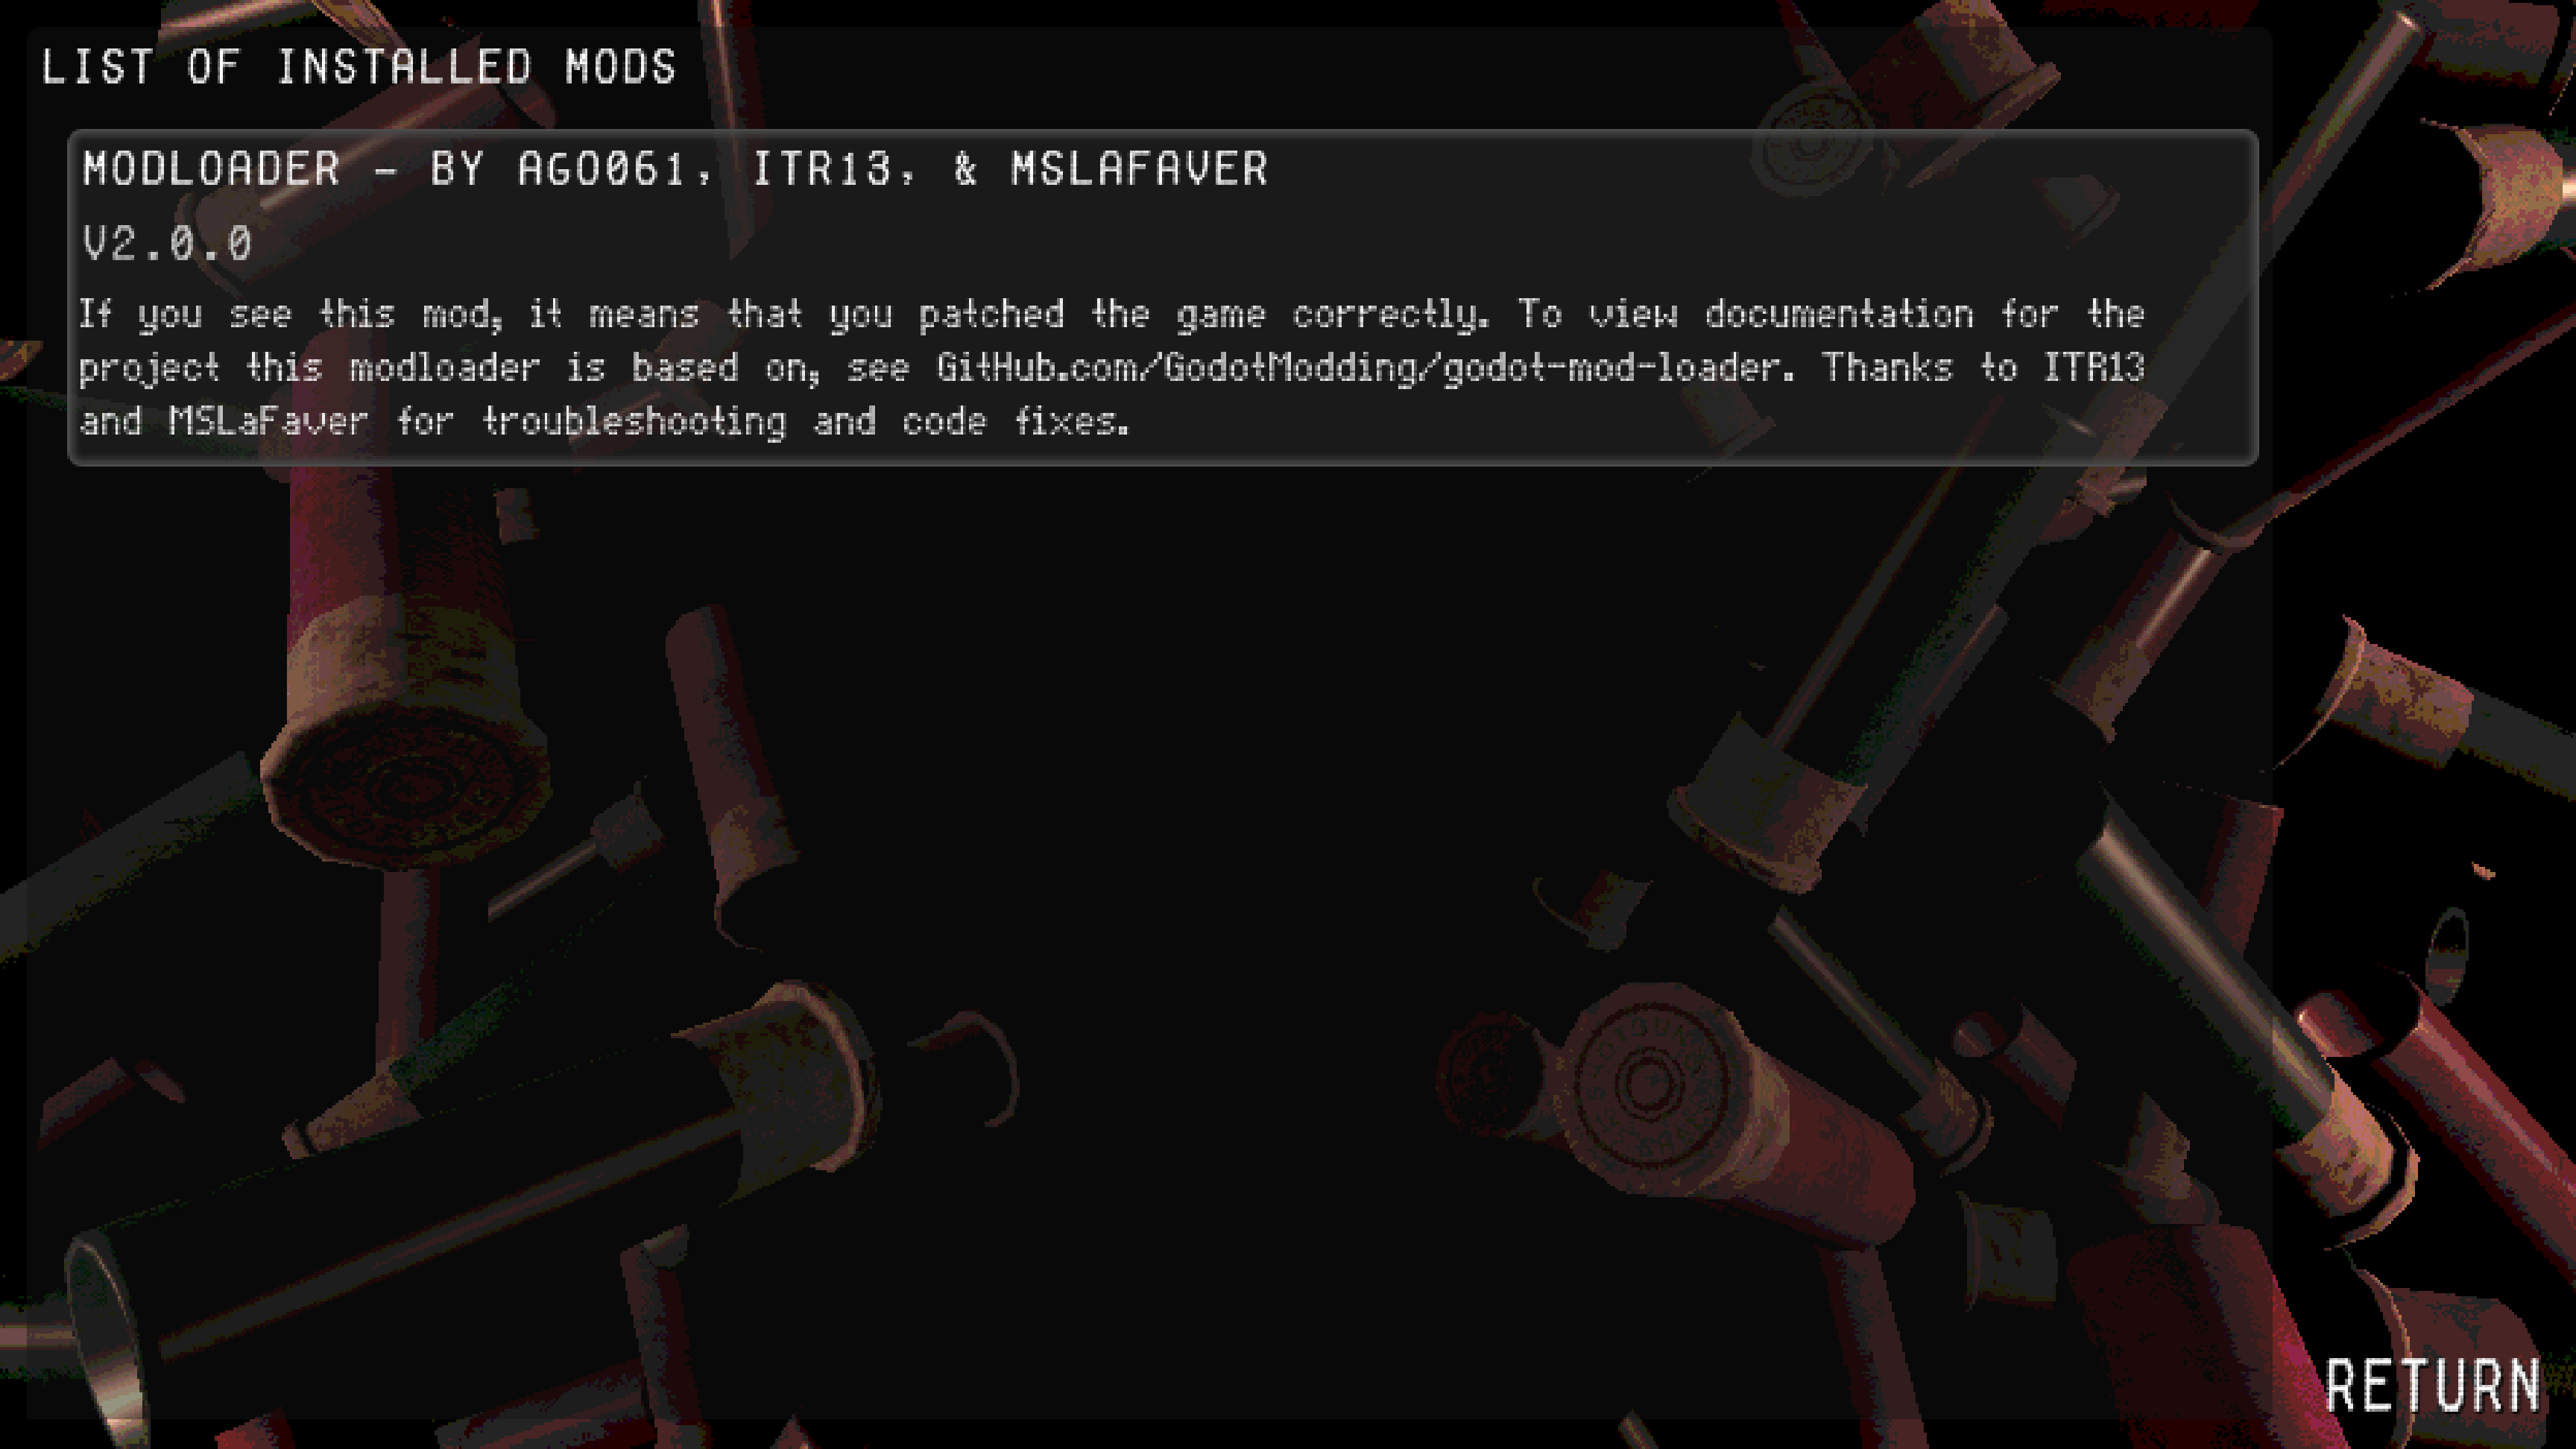 LIST OF INSTALLED MODS
MODLOADER - BY AGO061, ITR13, & MSLAFAVER
V2.0.0
If you see this mod, it means that you patched the game correctly. To view documentation for the
project this modloader is based on, see GitHub.com/GodotModding/godot-mod-loader. Thanks to ITR13
and MSLaFaver for troubleshooting and code fixes.
RETURN